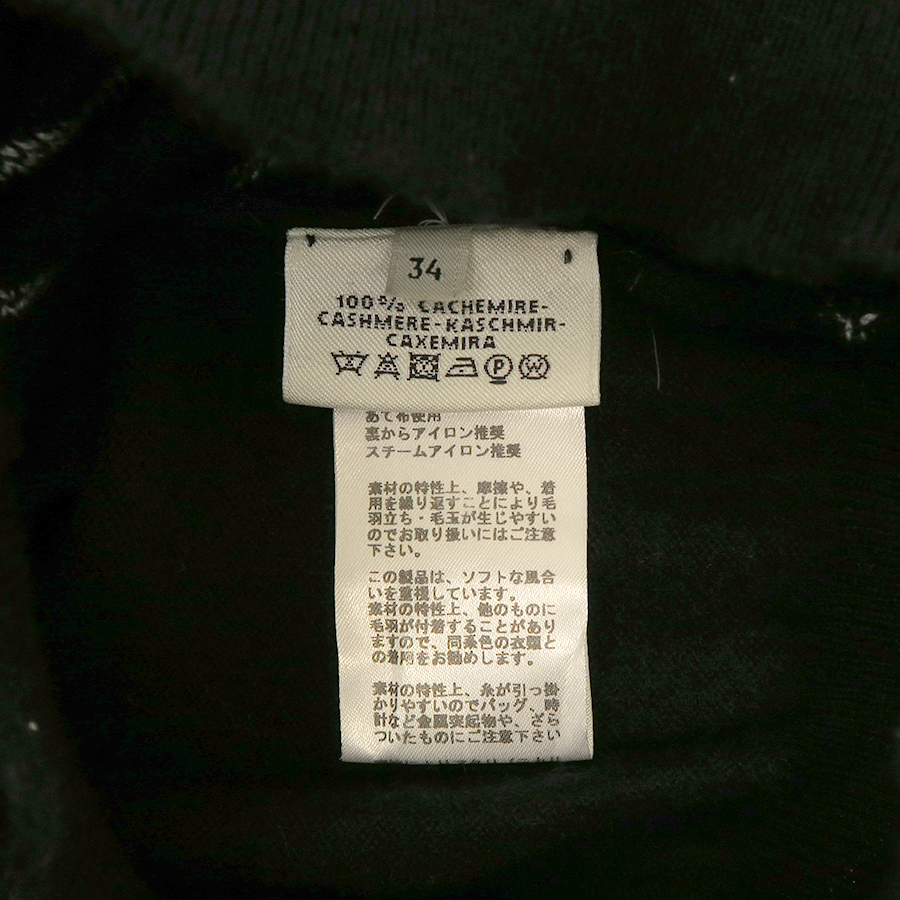 34
100% CACHEMIRE-
CASHMERE-KASCHMIR-
CAXEMIRA
P W
あて布使用
裏からアイロン推奨
スチームアイロン推奨
素材の特性上、摩擦や、着
用を繰り返すことにより毛
羽立ち・毛玉が生じやすい
のでお取り扱いにはご注意
下さい。
この製品は、ソフトな風合
いを重視しています。
素材の特性上、他のものに
毛羽が付着することがあり
ますので、同系色の衣類と
の着用をお勧めします。
素材の特性上、糸が引っ掛
かりやすいのでバッグ、時
計など金属突起物や、ざら
ついたものにご注意下さい